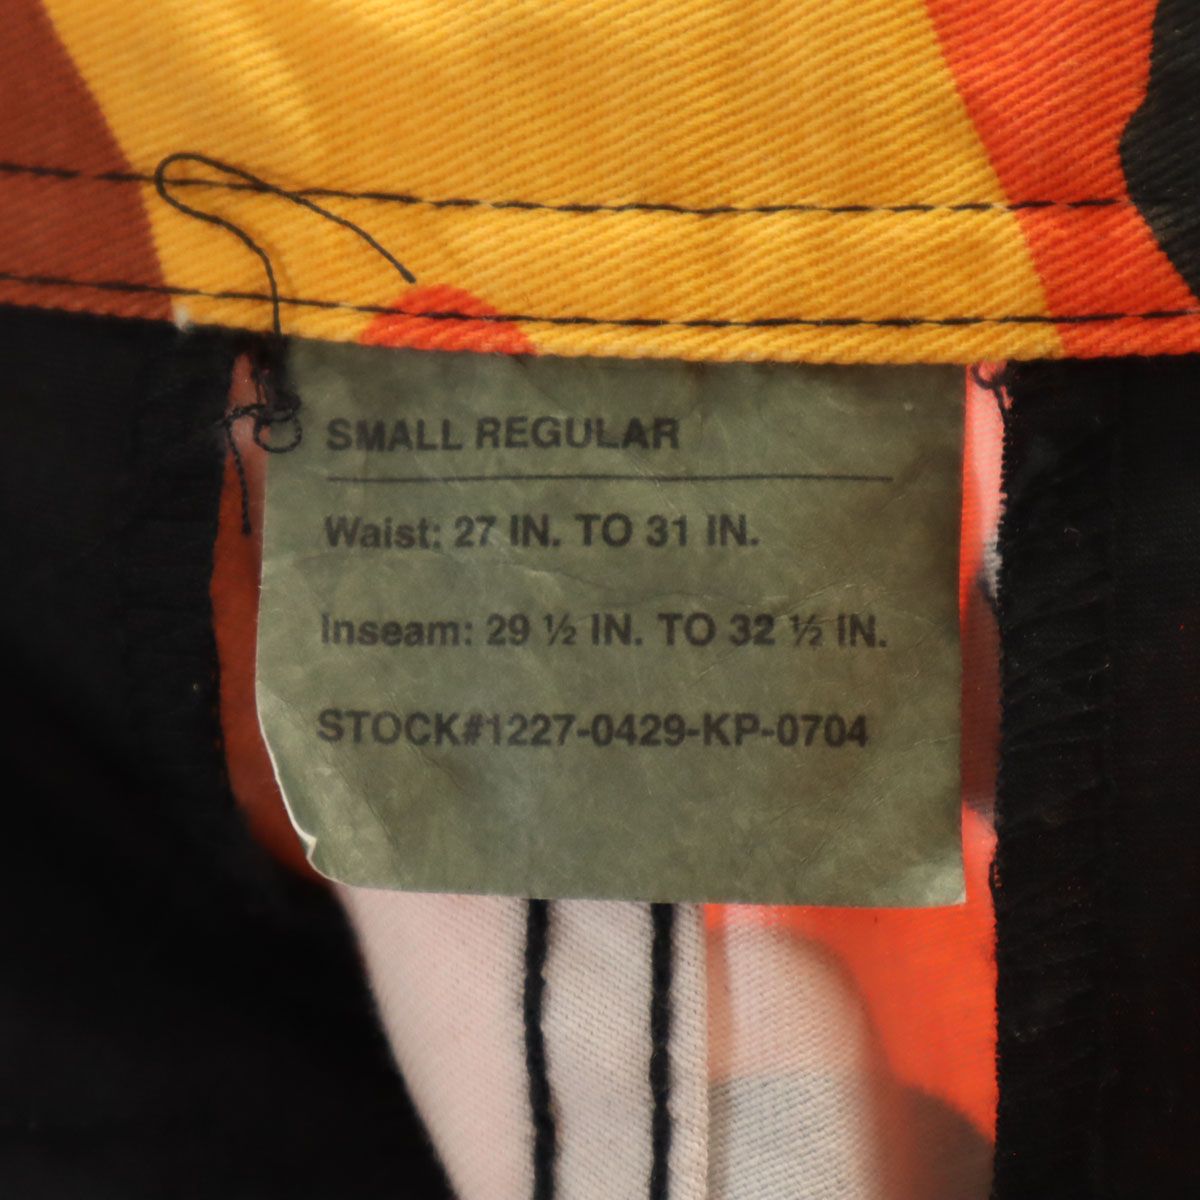 SMALL REGULAR
Waist: 27 IN. TO 31 IN.
Inseam: 29 ½ IN. TO 32 ½ IN.
STOCK#1227-0429-KP-0704